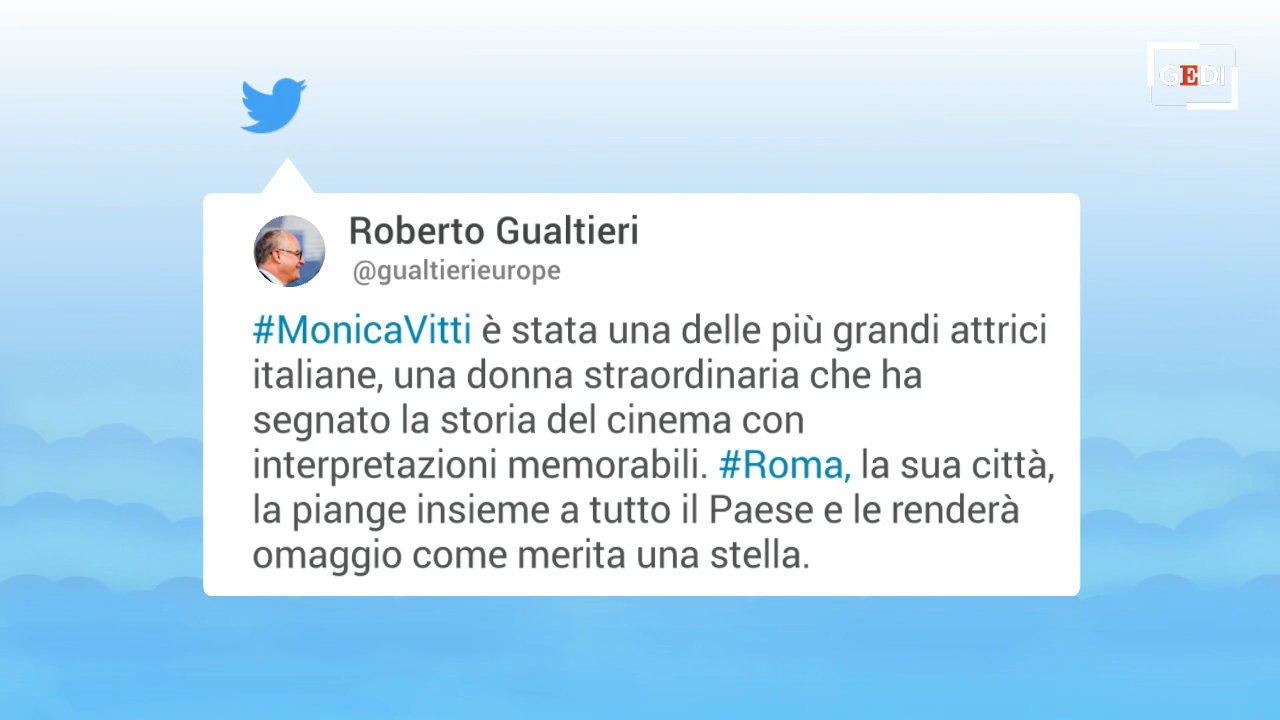 GEDI
Roberto Gualtieri
@gualtierieurope
#MonicaVitti è stata una delle più grandi attrici
italiane, una donna straordinaria che ha
segnato la storia del cinema con
interpretazioni memorabili. #Roma, la sua città,
la piange insieme a tutto il Paese e le renderà
omaggio come merita una stella.